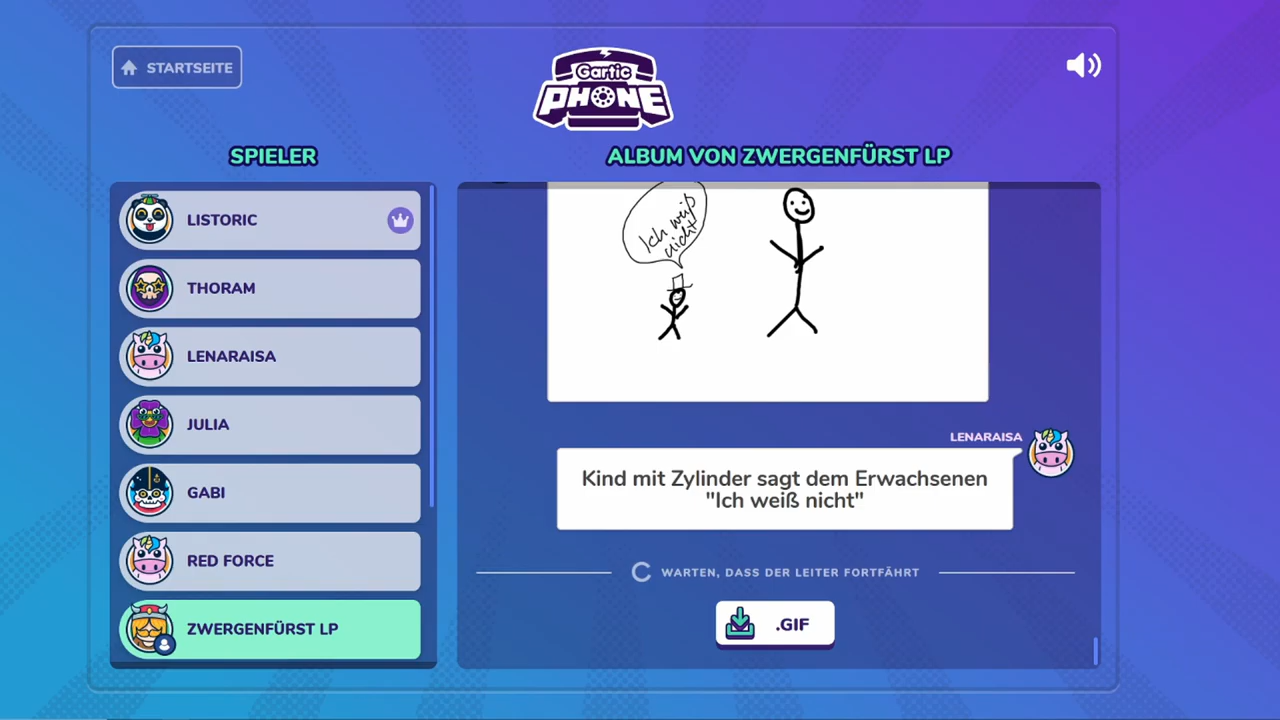 STARTSEITE
Gartic
PHONE
SPIELER
ALBUM VON ZWERGENFÜRST LP
LISTORIC
THORAM
LENARAISA
JULIA
GABI
RED FORCE
ZWERGENFÜRST LP
Ich weiß
nicht
LENARAISA
Kind mit Zylinder sagt dem Erwachsenen
"Ich weiß nicht"
WARTEN, DASS DER LEITER FORTFÄHRT
.GIF